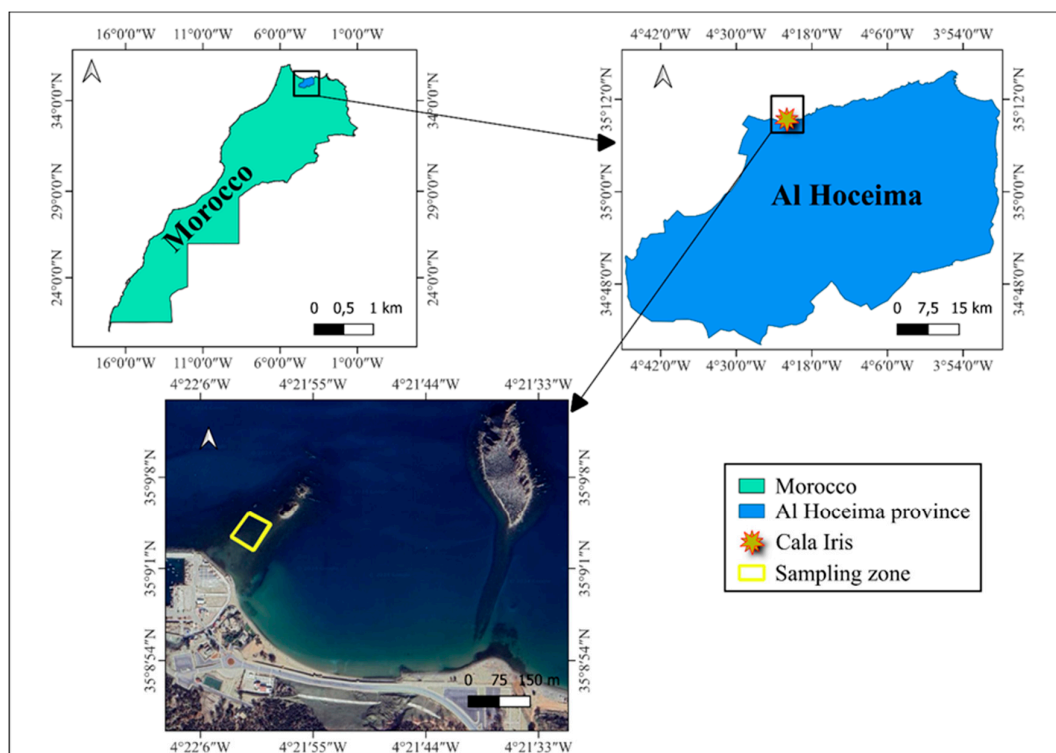 16°0′0″W 11°0′0″W 6°0′0″W 1°0′0″W
34°0′0″N
29°0′0″N
24°0′0″N
34°0′0″N
29°0′0″N
24°0′0″N
Morocco
0 0,5 1 km
16°0′0″W 11°0′0″W 6°0′0″W 1°0′0″W
4°42′0″W 4°30′0″W 4°18′0″W 3°54′0″W
35°12′0″N
35°0′0″N
34°48′0″N
35°12′0″N
35°0′0″N
34°48′0″N
Al Hoceima
0 7,5 15 km
4°42′0″W 4°30′0″W 4°18′0″W 3°54′0″W
4°22′6″W 4°21′55″W 4°21′44″W 4°21′33″W
35°9′8″N
35°9′1″N
35°8′54″N
35°9′8″N
35°9′1″N
35°8′54″N
0 75 150 m
4°22′6″W 4°21′55″W 4°21′44″W 4°21′33″W
Morocco
Al Hoceima province
Cala Iris
Sampling zone